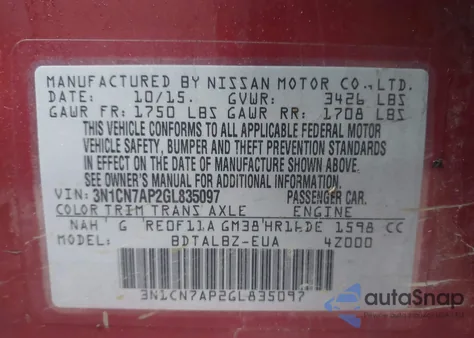 MANUFACTURED BY NISSAN MOTOR CO.,LTD.
DATE: 10/15. GVWR: 3426 LBS
GAWR FR: 1750 LBS GAWR RR: 1708 LBS
THIS VEHICLE CONFORMS TO ALL APPLICABLE FEDERAL MOTOR
VEHICLE SAFETY, BUMPER AND THEFT PREVENTION STANDARDS
IN EFFECT ON THE DATE OF MANUFACTURE SHOWN ABOVE.
SEE OWNER'S MANUAL FOR ADDITIONAL INFORMATION.
VIN: 3N1CN7AP2GL835097 PASSENGER CAR.
COLOR TRIM TRANS AXLE ENGINE
NAH G RE0F11A GM38 HR16DE 1598 CC
MODEL: BDTALBZ-EUA 4Z000
3N1CN7AP2GL835097
autoSnap